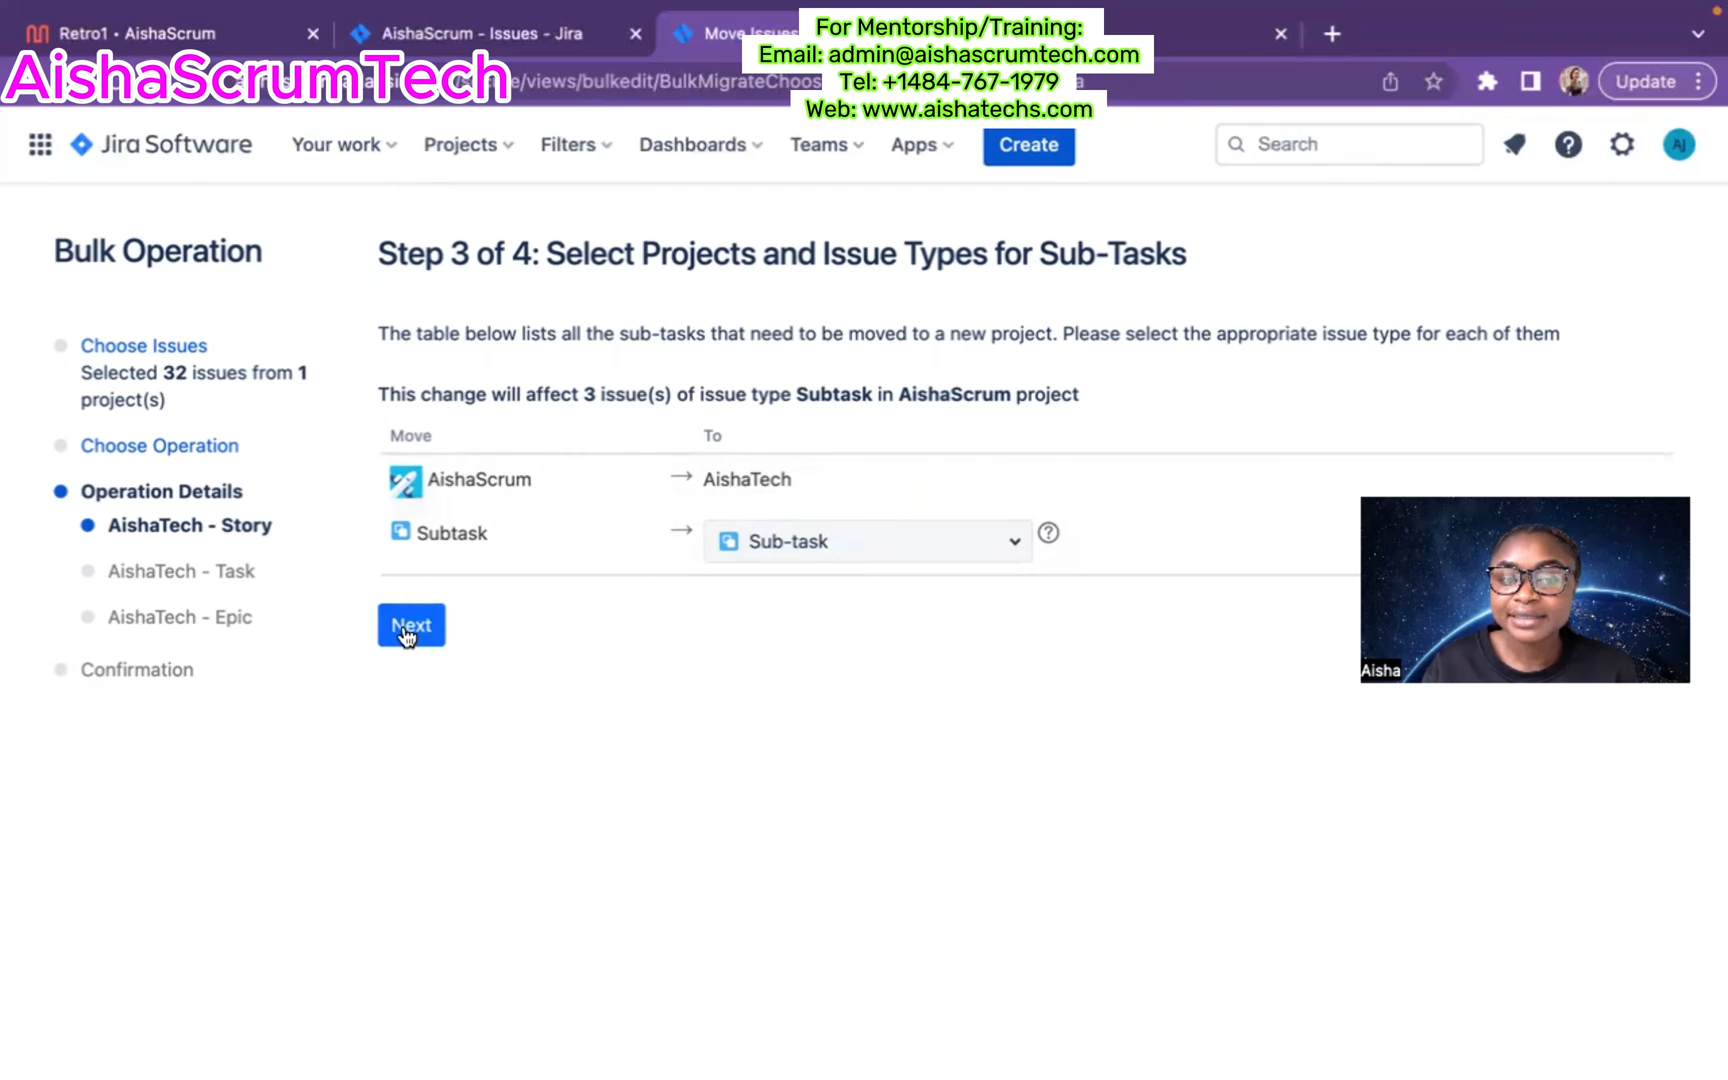 Retro1 • AishaScrum
AishaScrum - Issues - Jira
Move Issues
For Mentorship/Training:
Email: admin@aishascrumtech.com
Tel: +1484-767-1979
Web: www.aishatechs.com
AishaScrumTech
/views/bulkedit/BulkMigrateChoos
Update
Jira Software
Your work
Projects
Filters
Dashboards
Teams
Apps
Create
Search
AJ
Bulk Operation
Choose Issues
Selected 32 issues from 1
project(s)
Choose Operation
Operation Details
AishaTech - Story
AishaTech - Task
AishaTech - Epic
Confirmation
Step 3 of 4: Select Projects and Issue Types for Sub-Tasks
The table below lists all the sub-tasks that need to be moved to a new project. Please select the appropriate issue type for each of them
This change will affect 3 issue(s) of issue type Subtask in AishaScrum project
Move To
AishaScrum → AishaTech
Subtask → Sub-task
Next
Aisha